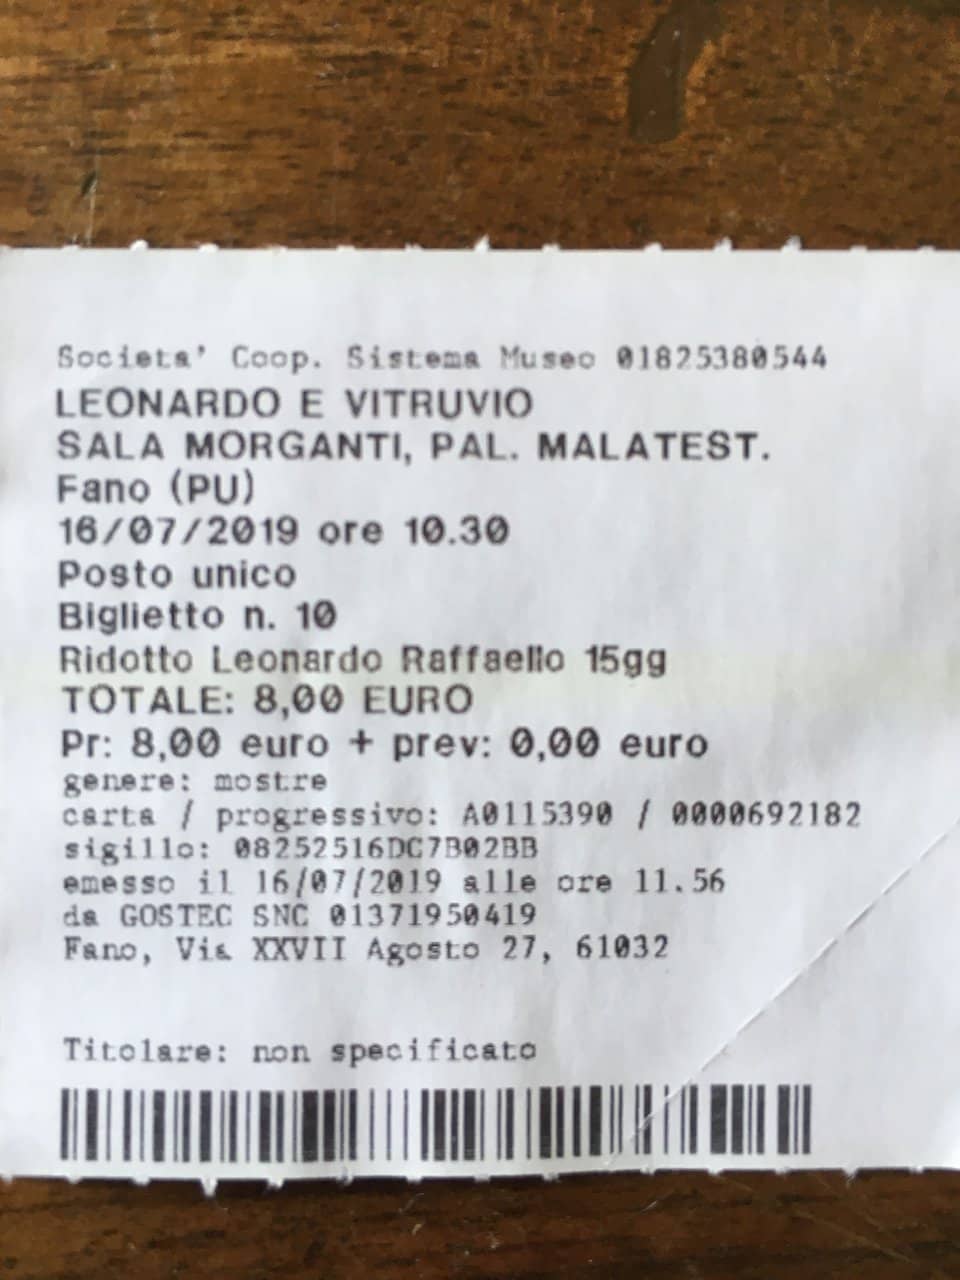 Societa' Coop. Sistema Museo 01825380544
LEONARDO E VITRUVIO
SALA MORGANTI, PAL. MALATEST.
Fano (PU)
16/07/2019 ore 10.30
Posto unico
Biglietto n. 10
Ridotto Leonardo Raffaello 15gg
TOTALE: 8,00 EURO
Pr: 8,00 euro + prev: 0,00 euro
genere: mostre
carta / progressivo: A0115390 / 0000692182
sigillo: 08252516DC7B02BB
emesso il 16/07/2019 alle ore 11.56
da GOSTEC SNC 01371950419
Fano, Via XXVII Agosto 27, 61032
Titolare: non specificato